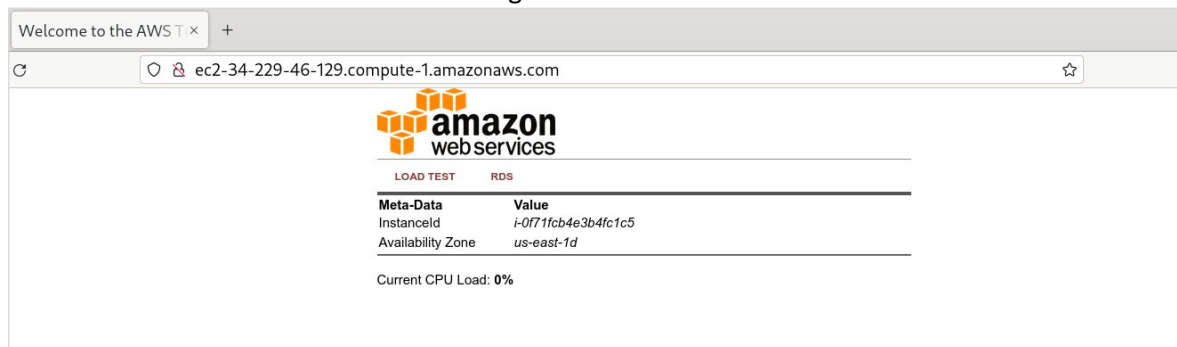 Welcome to the AWS T
ec2-34-229-46-129.compute-1.amazonaws.com
amazon
web services
LOAD TEST RDS
Meta-Data Value
InstanceId i-0f71fcb4e3b4fc1c5
Availability Zone us-east-1d
Current CPU Load: 0%